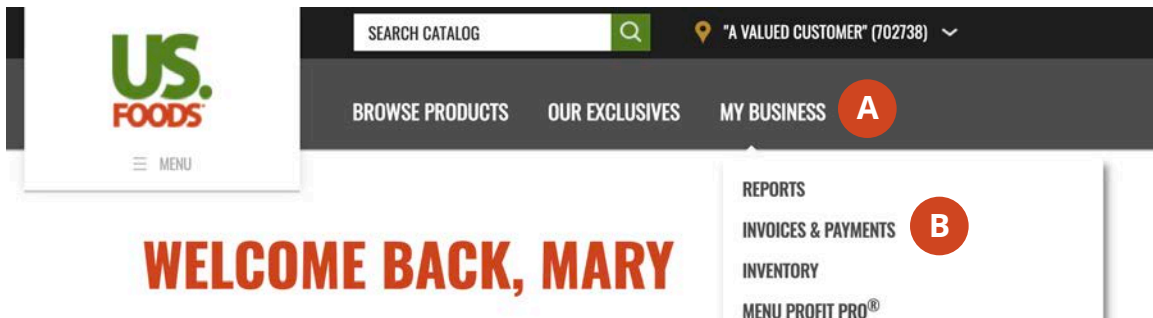 SEARCH CATALOG
"A VALUED CUSTOMER" (702738)
US.
FOODS
MENU
BROWSE PRODUCTS
OUR EXCLUSIVES
MY BUSINESS
A
REPORTS
INVOICES & PAYMENTS
B
INVENTORY
MENU PROFIT PRO®
WELCOME BACK, MARY